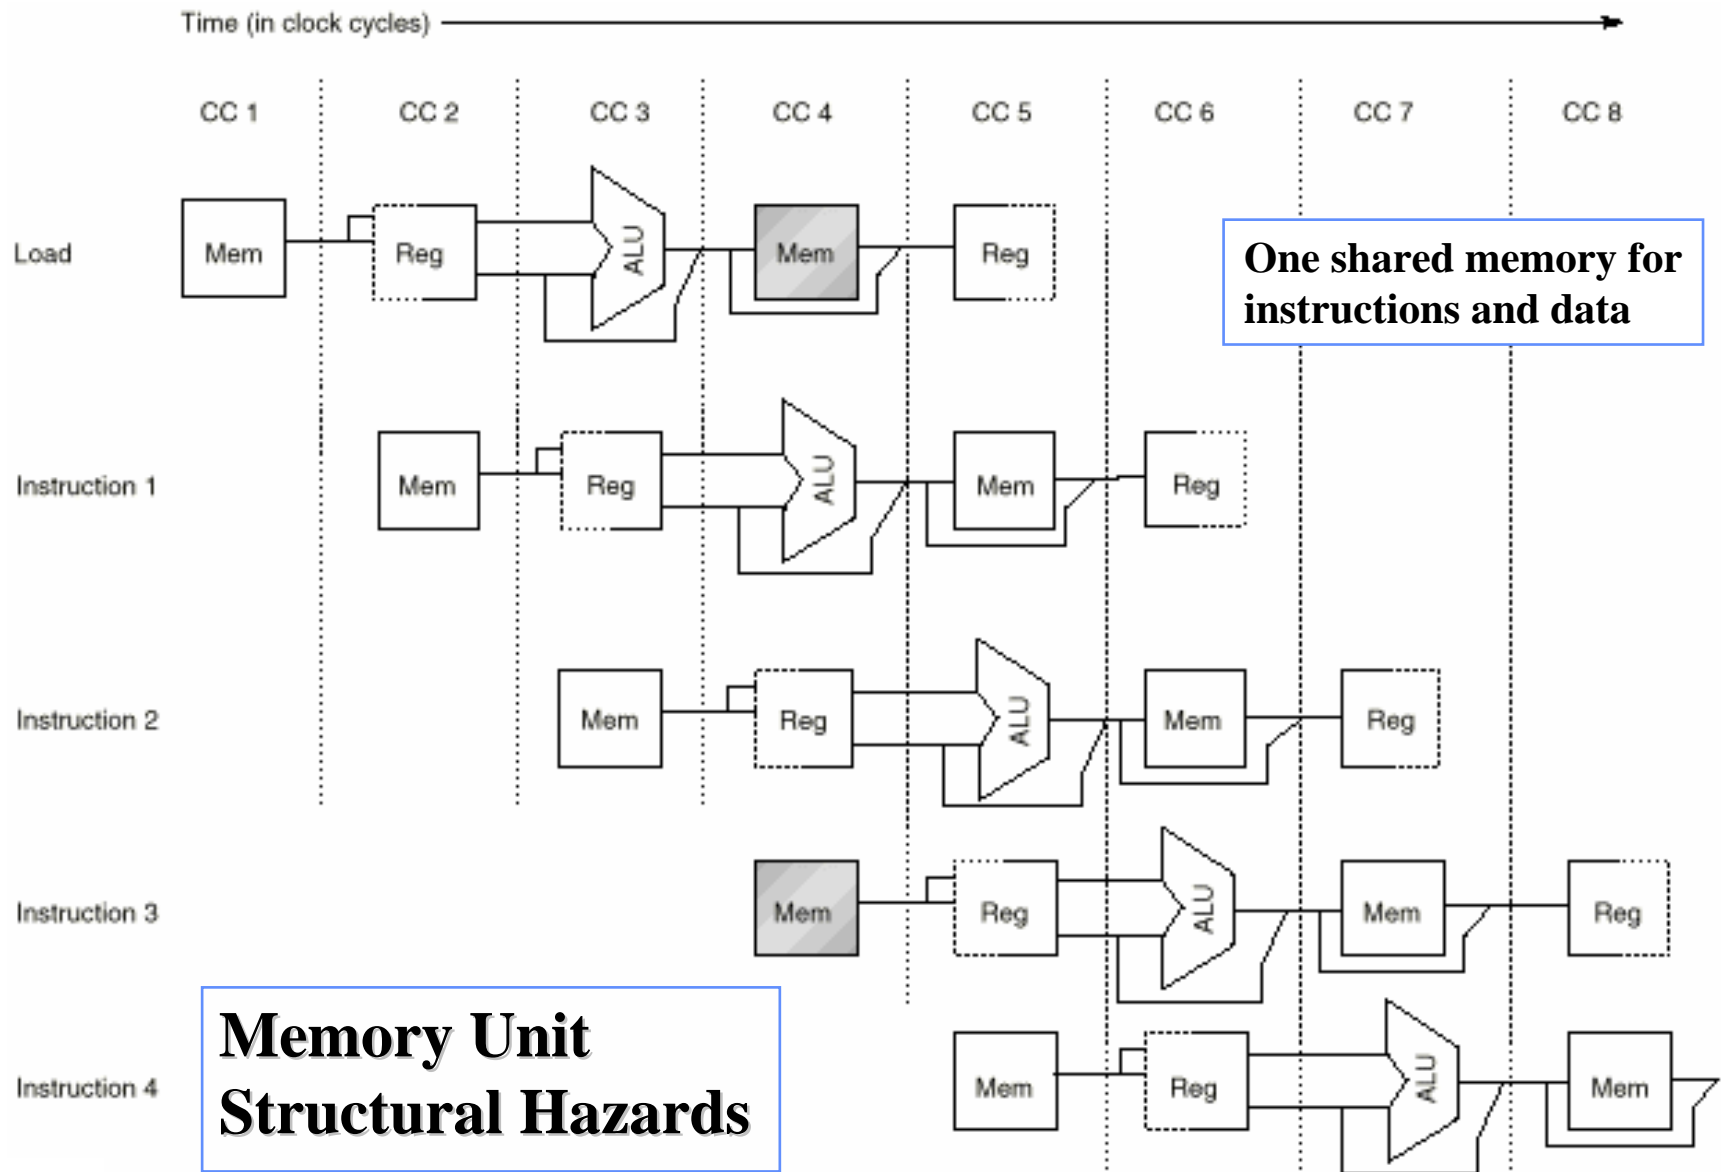 Time (in clock cycles)
CC 1 CC 2 CC 3 CC 4 CC 5 CC 6 CC 7 CC 8
Load Mem Reg ALU Mem Reg
One shared memory for
instructions and data
Instruction 1 Mem Reg ALU Mem Reg
Instruction 2 Mem Reg ALU Mem Reg
Instruction 3 Mem Reg ALU Mem Reg
Instruction 4 Mem Reg ALU Mem
Memory Unit
Structural Hazards